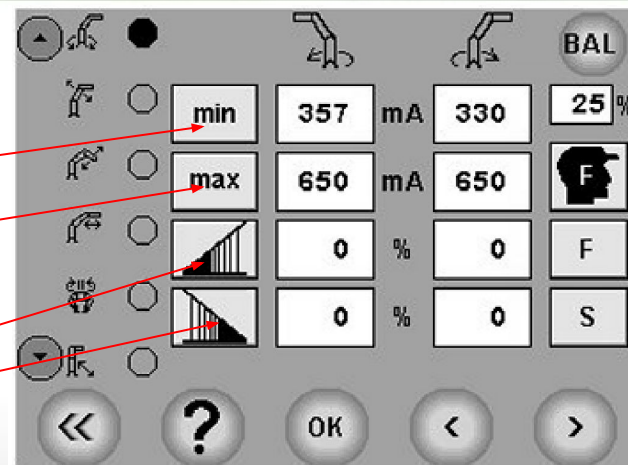 BAL
min 357 mA 330 25 %
max 650 mA 650 F
0 % 0 F
0 % 0 S
<< ? OK < >